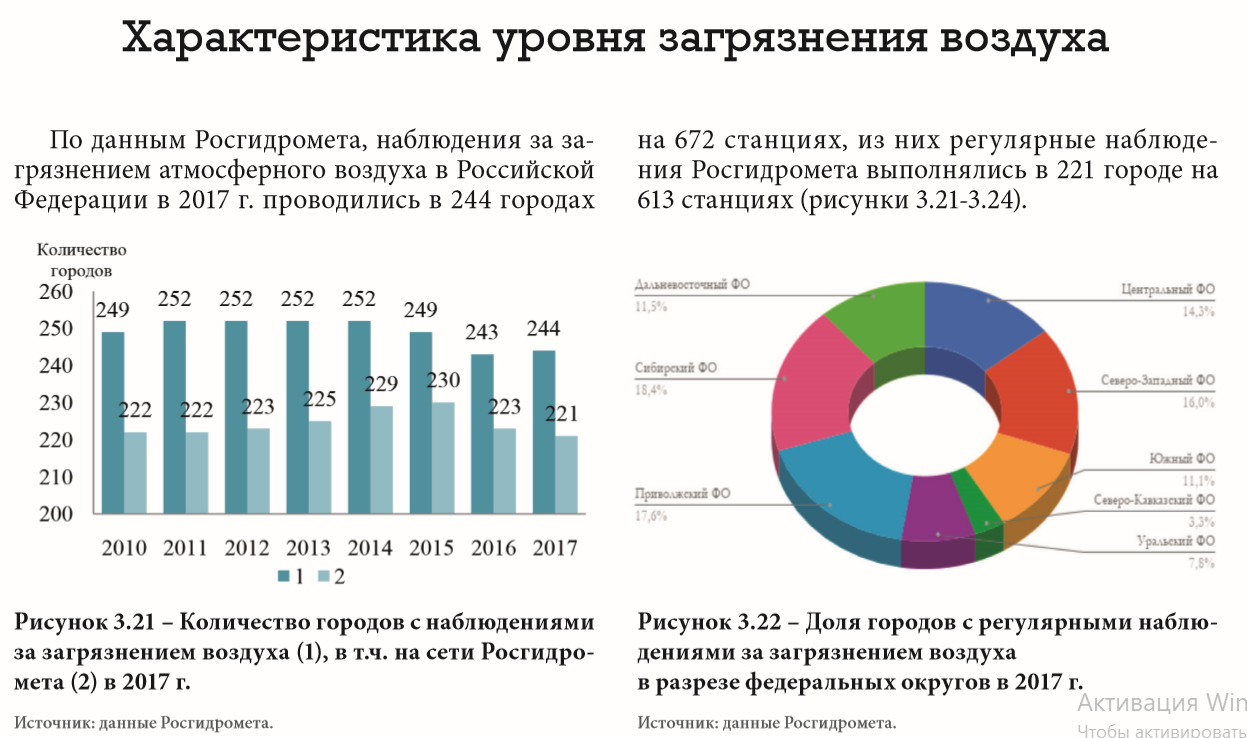 Характеристика уровня загрязнения воздуха
По данным Росгидромета, наблюдения за за-
грязнением атмосферного воздуха в Российской
Федерации в 2017 г. проводились в 244 городах
на 672 станциях, из них регулярные наблюде-
ния Росгидромета выполнялись в 221 городе на
613 станциях (рисунки 3.21-3.24).
Количество
городов
260
250
240
230
220
210
200
249
252
252
252
252
249
243
244
222
222
223
225
229
230
223
221
2010 2011 2012 2013 2014 2015 2016 2017
1 2
Рисунок 3.21 – Количество городов с наблюдениями
за загрязнением воздуха (1), в т.ч. на сети Росгидро-
мета (2) в 2017 г.
Источник: данные Росгидромета.
Дальневосточный ФО
11,5%
Сибирский ФО
18,4%
Приволжский ФО
17,6%
Центральный ФО
14,3%
Северо-Западный ФО
16,0%
Южный ФО
11,1%
Северо-Кавказский ФО
3,3%
Уральский ФО
7,8%
Рисунок 3.22 – Доля городов с регулярными наблю-
дениями за загрязнением воздуха
в разрезе федеральных округов в 2017 г.
Источник: данные Росгидромета.
Активация Win
Чтобы активировать